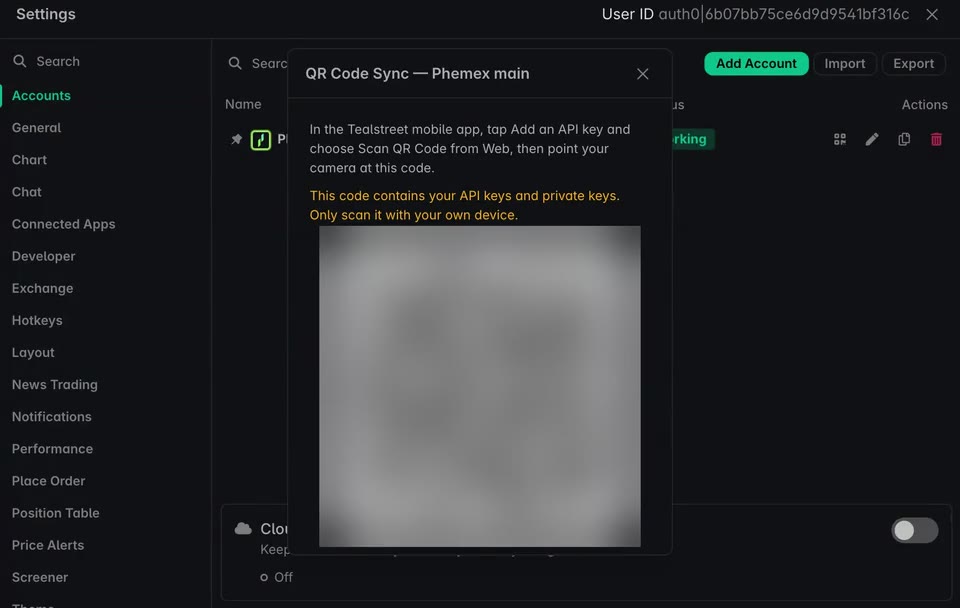 Settings
User ID auth0|6b07bb75ce6d9d9541bf316c
Search
Accounts
General
Chart
Chat
Connected Apps
Developer
Exchange
Hotkeys
Layout
News Trading
Notifications
Performance
Place Order
Position Table
Price Alerts
Screener
Add Account
Import
Export
Name
Actions
QR Code Sync — Phemex main
In the Tealstreet mobile app, tap Add an API key and
choose Scan QR Code from Web, then point your
camera at this code.
This code contains your API keys and private keys.
Only scan it with your own device.
Keep
Off